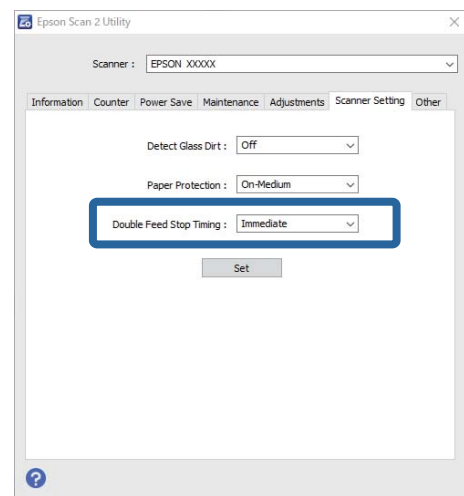 Epson Scan 2 Utility
Scanner : EPSON XXXXX
Information Counter Power Save Maintenance Adjustments Scanner Setting Other
Detect Glass Dirt : Off
Paper Protection : On-Medium
Double Feed Stop Timing : Immediate
Set
?